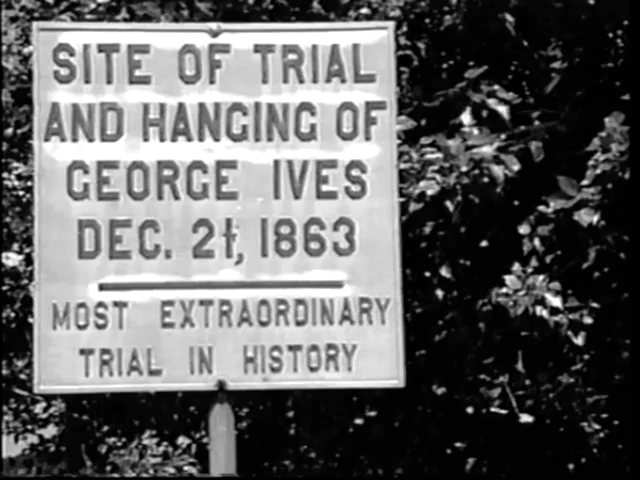 SITE OF TRIAL
AND HANGING OF
GEORGE IVES
DEC. 21, 1863
MOST EXTRAORDINARY
TRIAL IN HISTORY